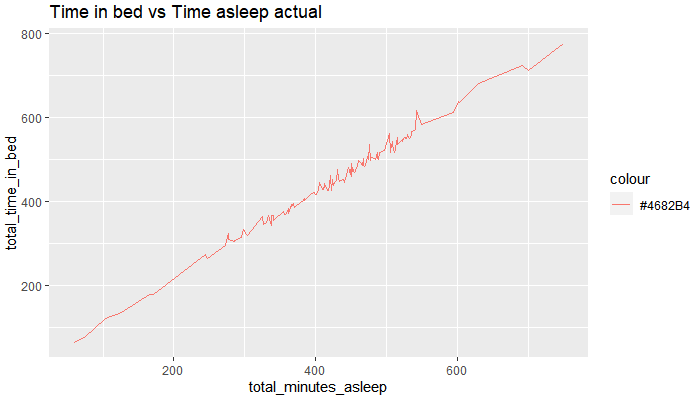 Time in bed vs Time asleep actual
800
600
400
200
total_time_in_bed
200 400 600
total_minutes_asleep
colour
#4682B4